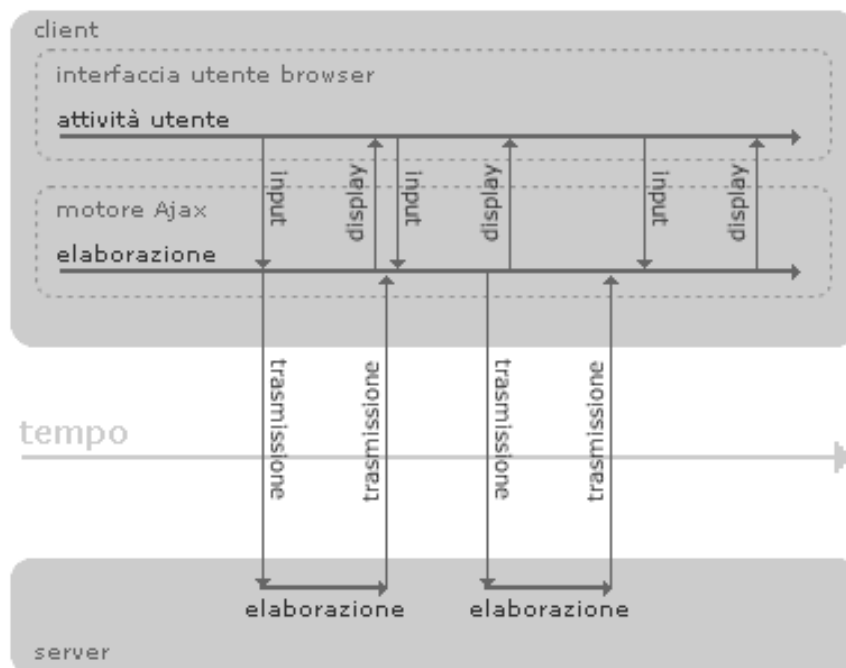 client
interfaccia utente browser
attività utente
input
display
input
display
input
display
motore Ajax
elaborazione
trasmissione
trasmissione
trasmissione
trasmissione
tempo
elaborazione
elaborazione
server